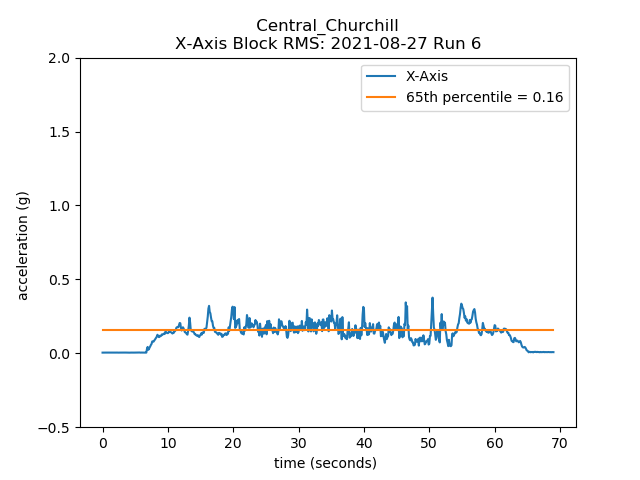 Central_Churchill
X-Axis Block RMS: 2021-08-27 Run 6
X-Axis
65th percentile = 0.16
2.0
1.5
1.0
0.5
0.0
−0.5
acceleration (g)
0 10 20 30 40 50 60 70
time (seconds)